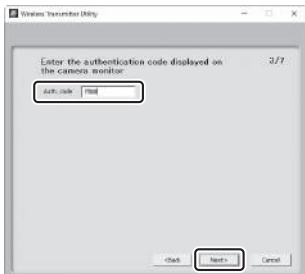 Wireless Transmitter Utility
Enter the authentication code displayed on 3/7
the camera monitor
Auth. code
<Back Next> Cancel